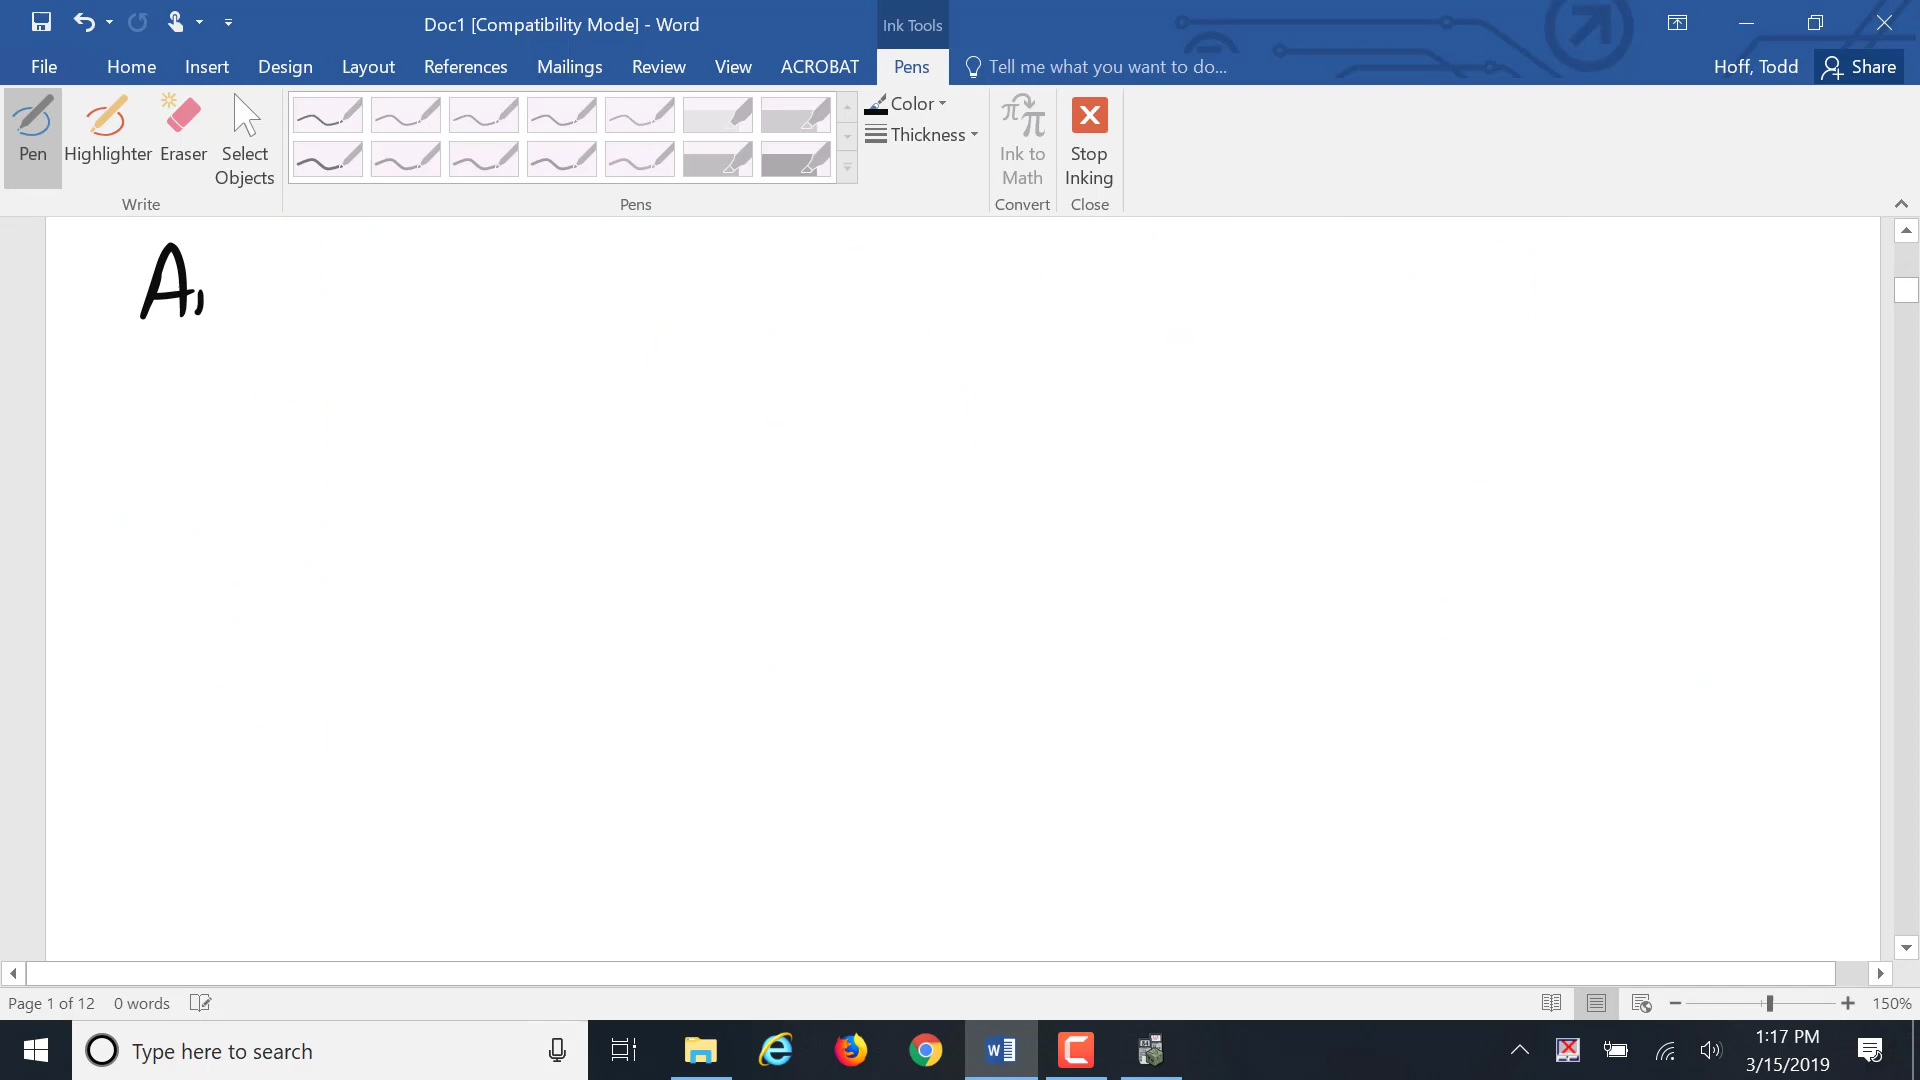 Doc1 [Compatibility Mode] - Word
Ink Tools
File Home Insert Design Layout References Mailings Review View ACROBAT Pens Tell me what you want to do... Hoff, Todd Share
Pen Highlighter Eraser Select Objects
Color
Thickness
Ink to Math
Stop Inking
Write Pens Convert Close
A,
Page 1 of 12 0 words 150%
Type here to search
1:17 PM
3/15/2019